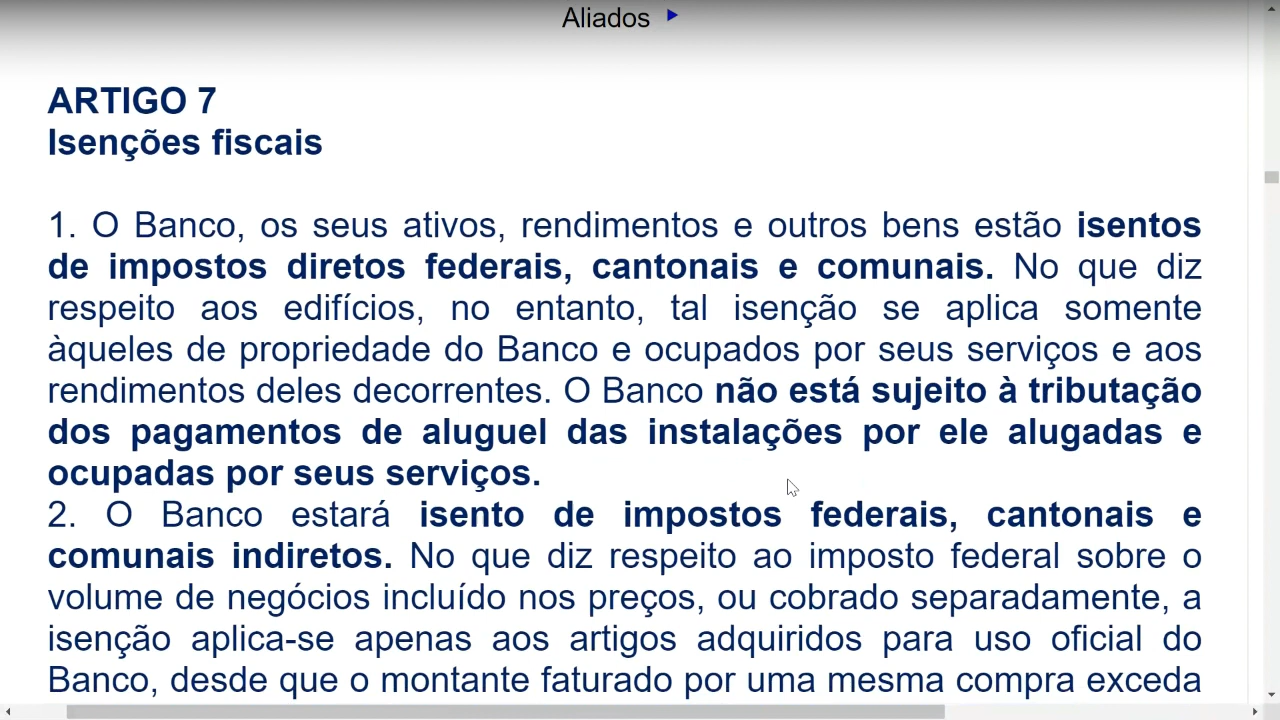 Aliados
ARTIGO 7
Isenções fiscais
1. O Banco, os seus ativos, rendimentos e outros bens estão isentos
de impostos diretos federais, cantonais e comunais. No que diz
respeito aos edifícios, no entanto, tal isenção se aplica somente
àqueles de propriedade do Banco e ocupados por seus serviços e aos
rendimentos deles decorrentes. O Banco não está sujeito à tributação
dos pagamentos de aluguel das instalações por ele alugadas e
ocupadas por seus serviços.
2. O Banco estará isento de impostos federais, cantonais e
comunais indiretos. No que diz respeito ao imposto federal sobre o
volume de negócios incluído nos preços, ou cobrado separadamente, a
isenção aplica-se apenas aos artigos adquiridos para uso oficial do
Banco, desde que o montante faturado por uma mesma compra exceda